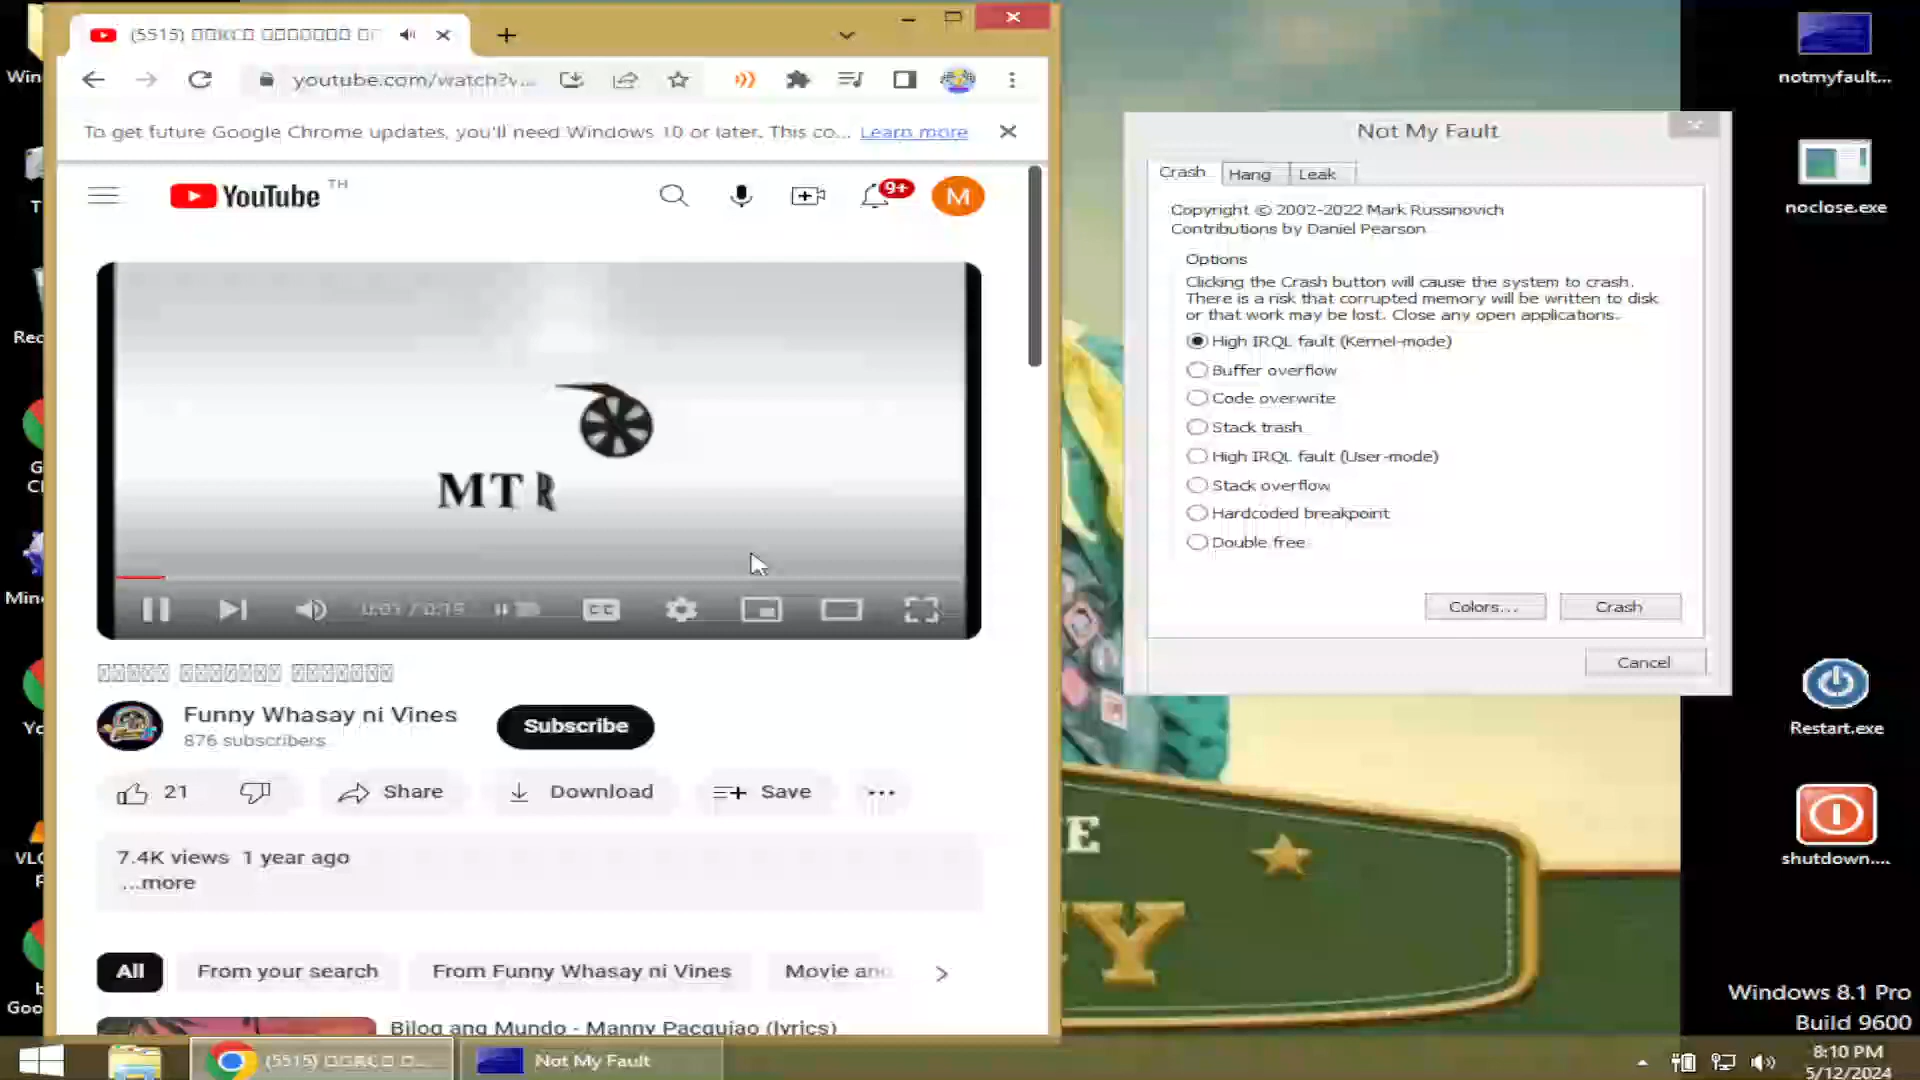 (5515)
youtube.com/watch?v...
To get future Google Chrome updates, you'll need Windows 10 or later. This co... Learn more
YouTube TH
9+
M
MTR
0:01 / 0:15
CC
Funny Whasay ni Vines
876 subscribers
Subscribe
21
Share
Download
Save
7.4K views 1 year ago
...more
All
From your search
From Funny Whasay ni Vines
Movie and
Bilog ang Mundo - Manny Pacquiao (lyrics)
Not My Fault
Crash
Hang
Leak
Copyright © 2002-2022 Mark Russinovich
Contributions by Daniel Pearson
Options
Clicking the Crash button will cause the system to crash.
There is a risk that corrupted memory will be written to disk
or that work may be lost. Close any open applications.
High IRQL fault (Kernel-mode)
Buffer overflow
Code overwrite
Stack trash
High IRQL fault (User-mode)
Stack overflow
Hardcoded breakpoint
Double free
Colors...
Crash
Cancel
notmyfault...
noclose.exe
Restart.exe
shutdown....
E
Y
Windows 8.1 Pro
Build 9600
(5515)
Not My Fault
8:10 PM
5/12/2024